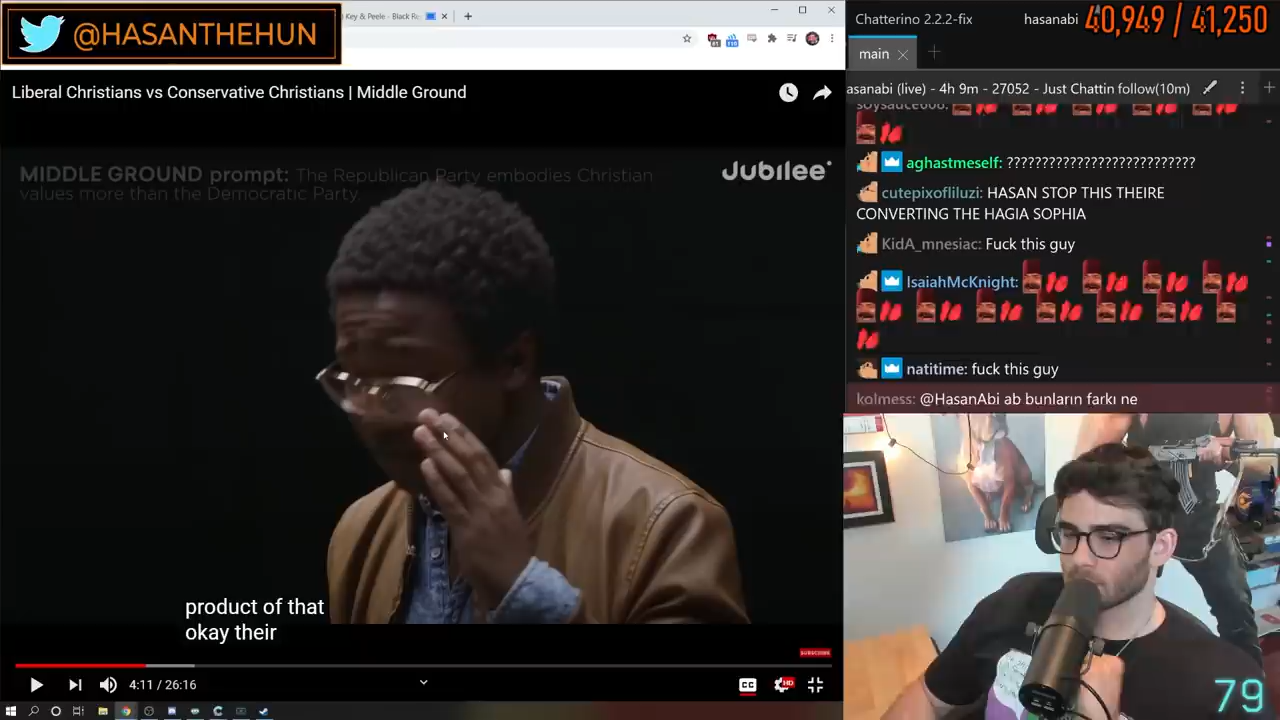 @HASANTHEHUN
Key & Peele - Black Re
Liberal Christians vs Conservative Christians | Middle Ground
MIDDLE GROUND prompt: The Republican Party embodies Christian
values more than the Democratic Party.
JUBILEE
product of that
okay their
SUBSCRIBE
4:11 / 26:16
CC
HD
Chatterino 2.2.2-fix
hasanabi
40,949 / 41,250
main
asanabi (live) - 4h 9m - 27052 - Just Chattin follow(10m)
aghastmeself: ??????????????????????????
cutepixofliluzi: HASAN STOP THIS THEIRE
CONVERTING THE HAGIA SOPHIA
KidA_mnesiac: Fuck this guy
IsaiahMcKnight:
natitime: fuck this guy
kolmess: @HasanAbi ab bunların farkı ne
79